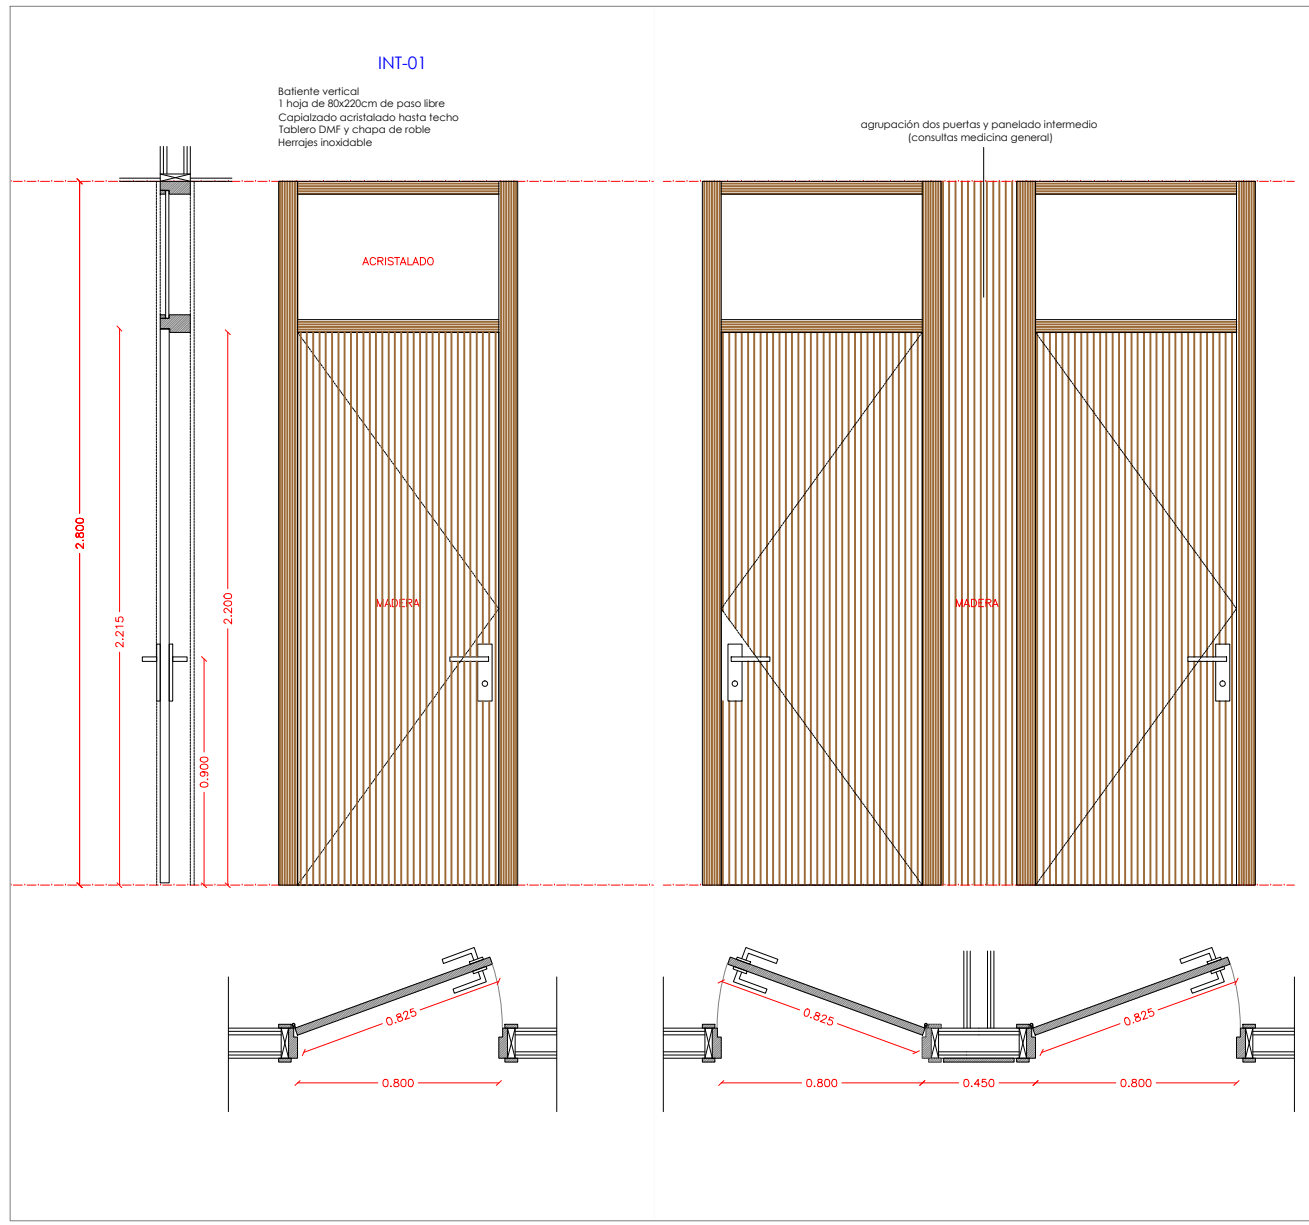 INT-01
Batiente vertical
1 hoja de 80x220cm de paso libre
Capialzado acristalado hasta techo
Tablero DMF y chapa de roble
Herrajes inoxidable
agrupación dos puertas y panelado intermedio
(consultas medicina general)
ACRISTALADO
2.800
2.215
2.200
0.900
MADERA
MADERA
0.825
0.800
0.825
0.825
0.800
0.450
0.800